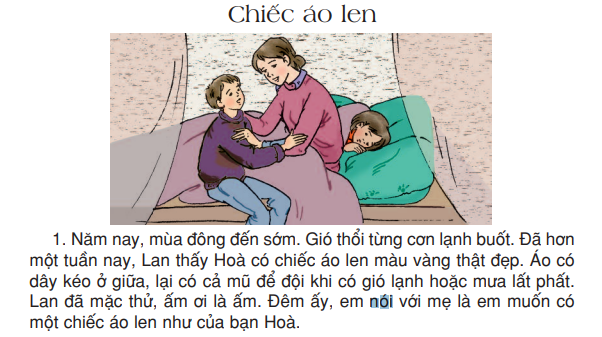 Chiếc áo len
1. Năm nay, mùa đông đến sớm. Gió thổi từng cơn lạnh buốt. Đã hơn
một tuần nay, Lan thấy Hoà có chiếc áo len màu vàng thật đẹp. Áo có
dây kéo ở giữa, lại có cả mũ để đội khi có gió lạnh hoặc mưa lất phất.
Lan đã mặc thử, ấm ơi là ấm. Đêm ấy, em nói với mẹ là em muốn có
một chiếc áo len như của bạn Hoà.